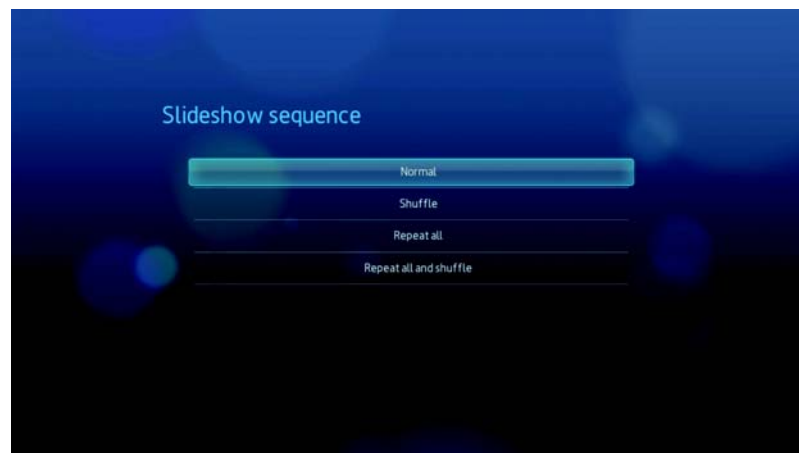 Slideshow sequence
Normal
Shuffle
Repeat all
Repeat all and shuffle